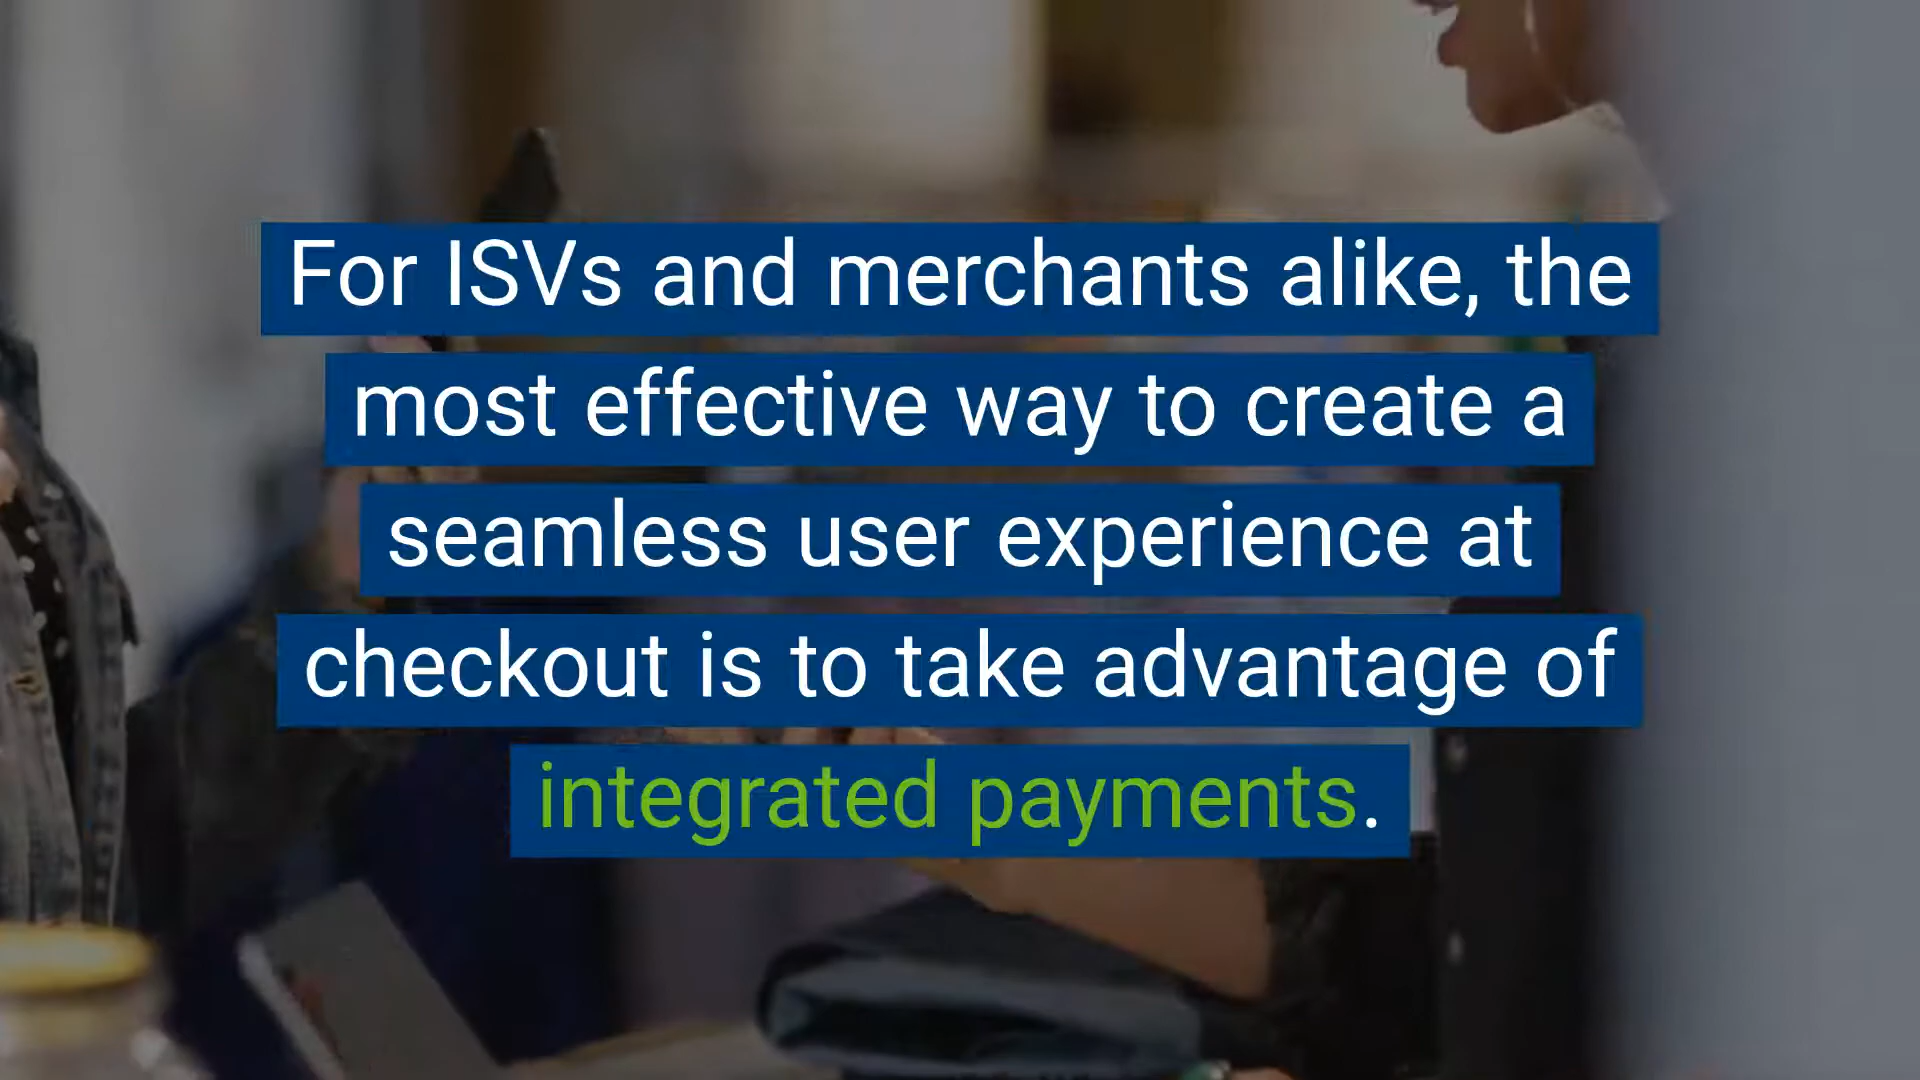 For ISVs and merchants alike, the
most effective way to create a
seamless user experience at
checkout is to take advantage of
integrated payments.